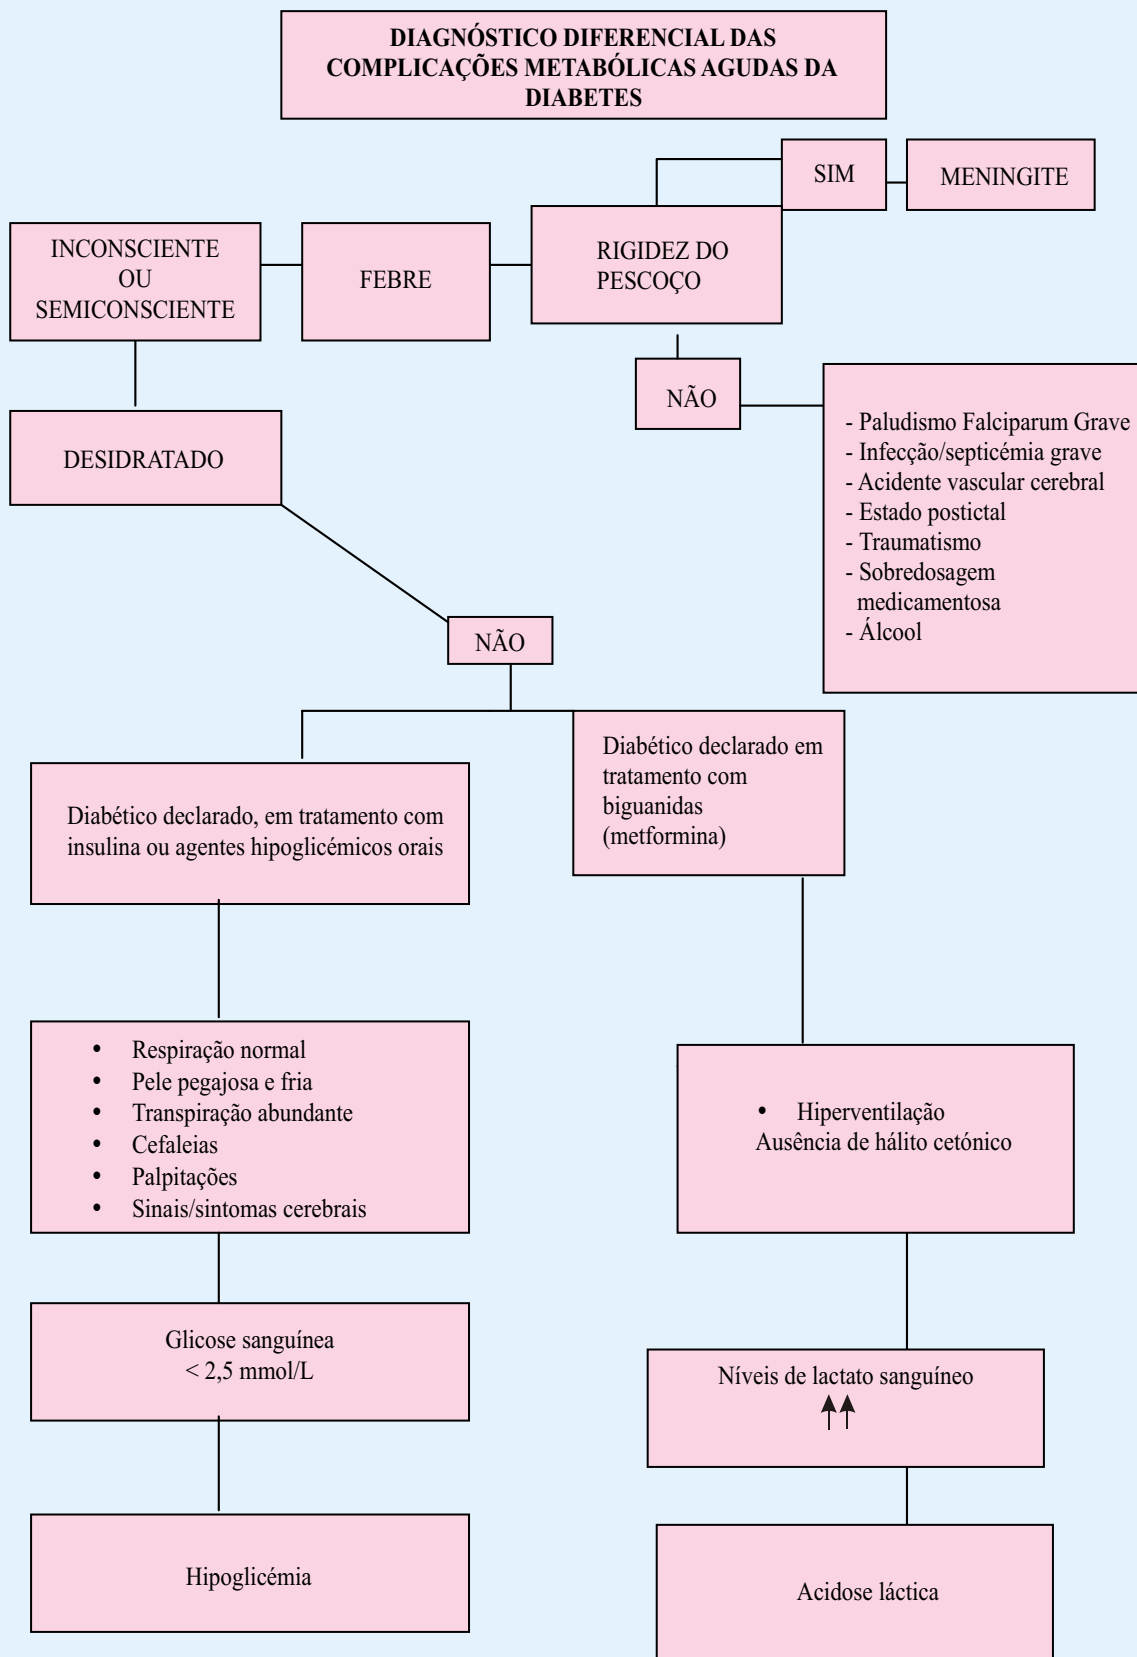 DIAGNÓSTICO DIFERENCIAL DAS
COMPLICAÇÕES METABÓLICAS AGUDAS DA
DIABETES
SIM
MENINGITE
INCONSCIENTE
OU
SEMICONSCIENTE
FEBRE
RIGIDEZ DO
PESCOÇO
NÃO
- Paludismo Falciparum Grave
- Infecção/septicémia grave
- Acidente vascular cerebral
- Estado postictal
- Traumatismo
- Sobredosagem
medicamentosa
- Álcool
DESIDRATADO
NÃO
Diabético declarado, em tratamento com
insulina ou agentes hipoglicémicos orais
Diabético declarado em
tratamento com
biguanidas
(metformina)
• Respiração normal
• Pele pegajosa e fria
• Transpiração abundante
• Cefaleias
• Palpitações
• Sinais/sintomas cerebrais
• Hiperventilação
Ausência de hálito cetónico
Glicose sanguínea
< 2,5 mmol/L
Níveis de lactato sanguíneo
Hipoglicémia
Acidose láctica